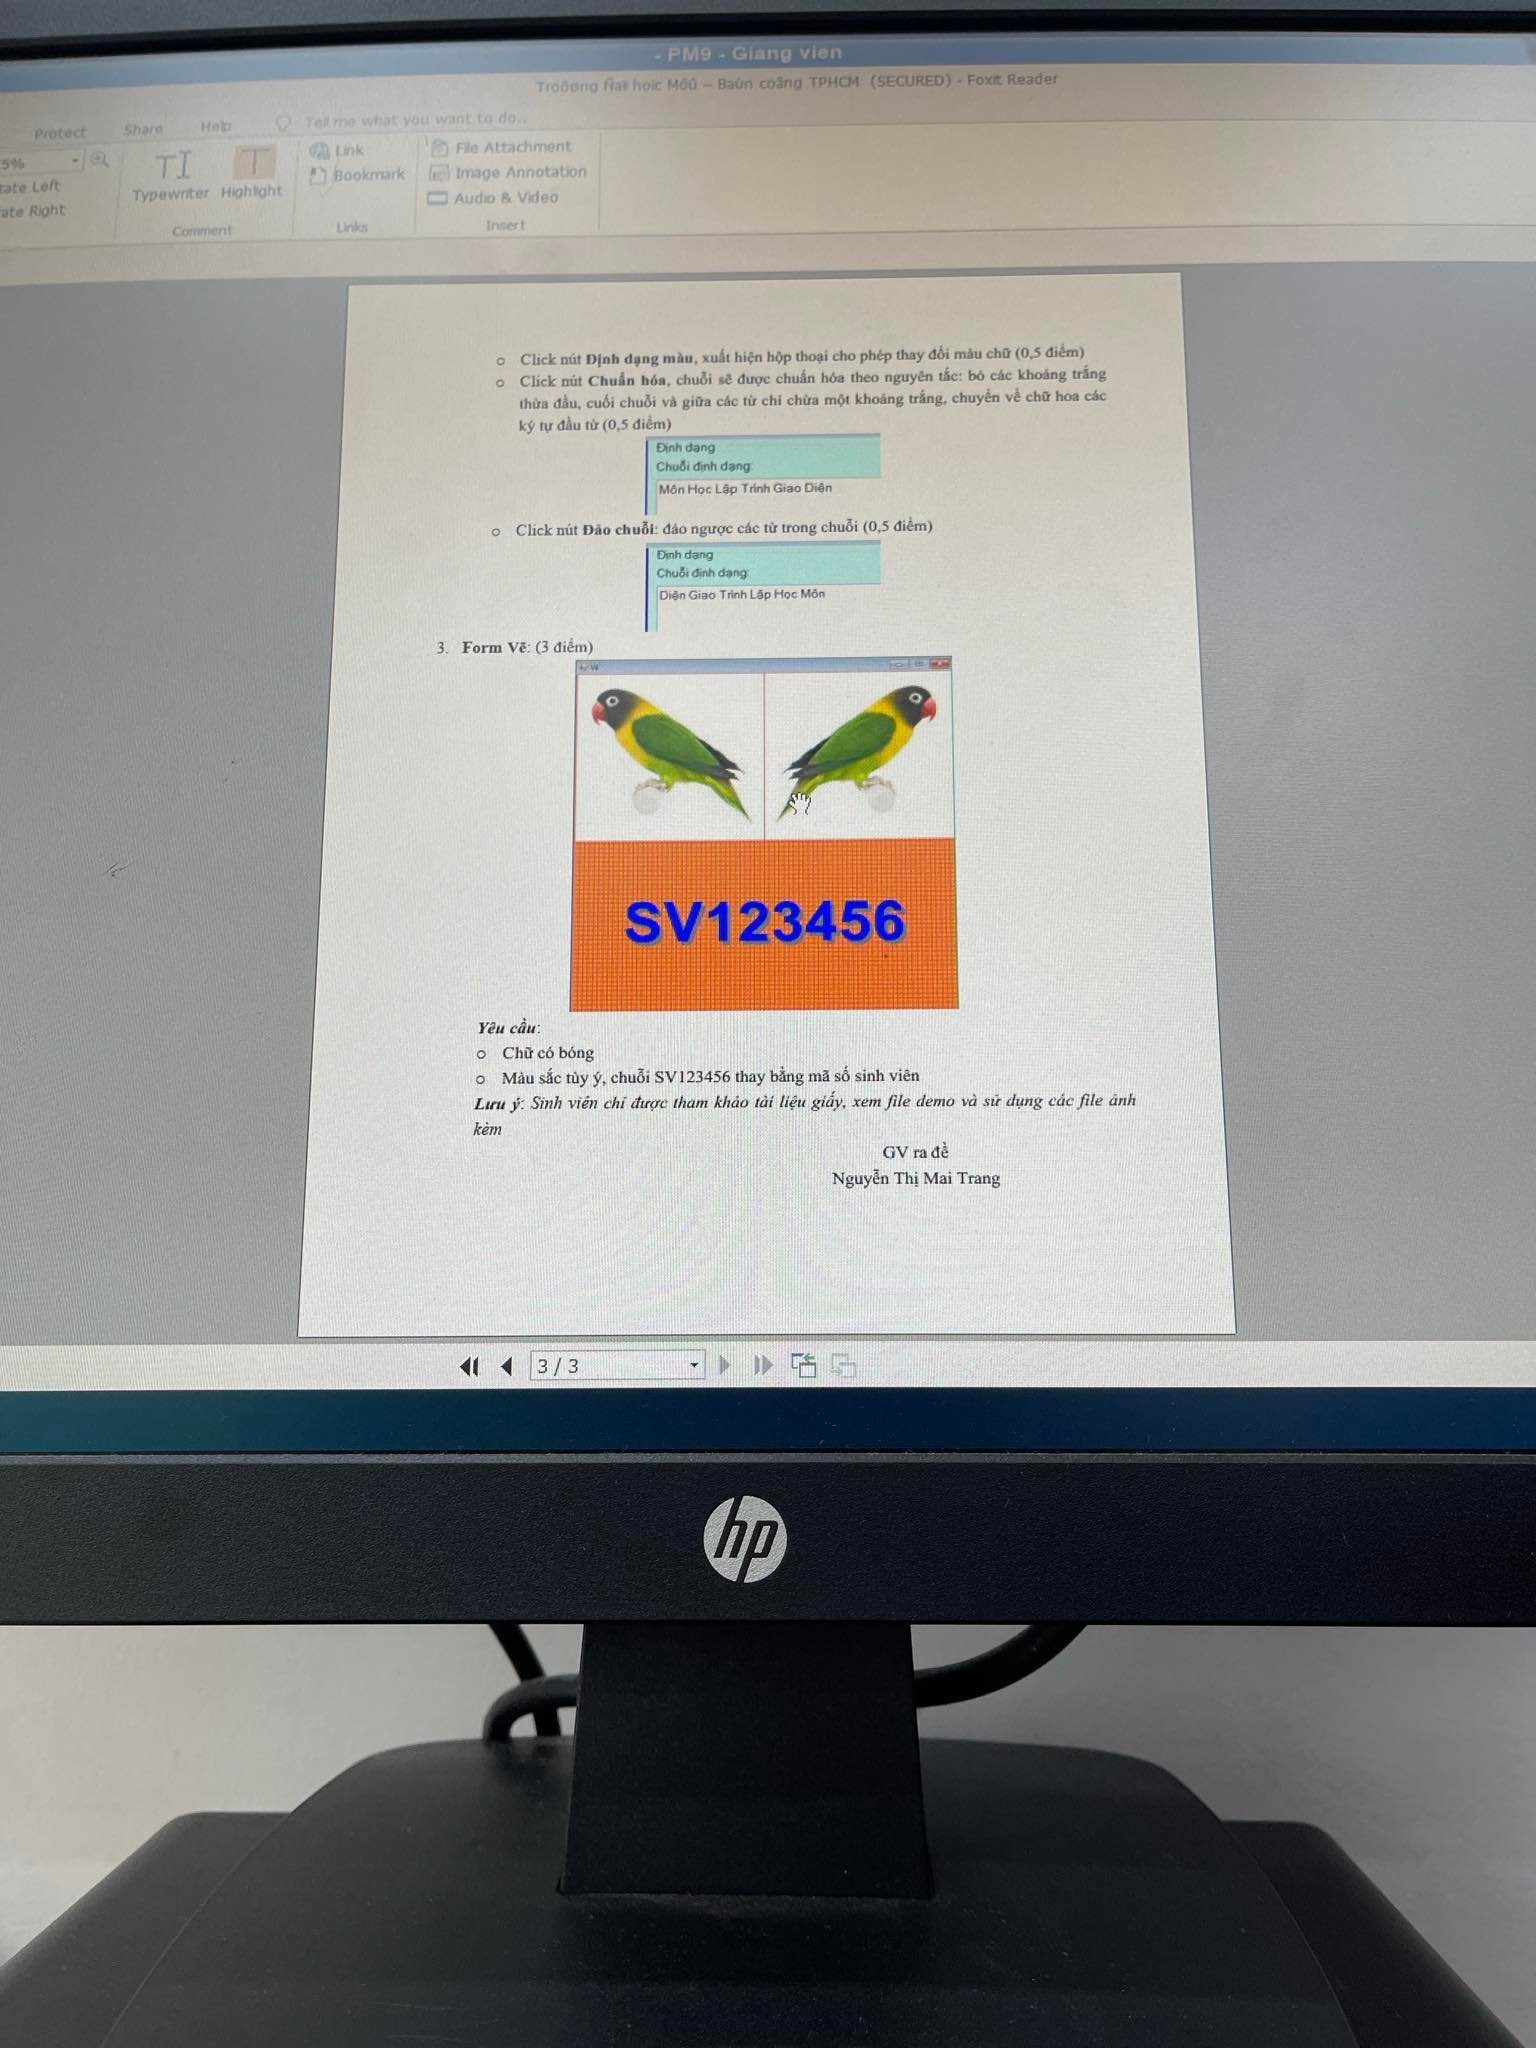 - PM9 - Giang vien
Tröôøng Ñaïi hoïc Môû – Baùn coâng TPHCM (SECURED) - Foxit Reader
Protect Share Help Tell me what you want to do..
5%
tate Left
ate Right
Typewriter Highlight
Comment
Link
Bookmark
Links
File Attachment
Image Annotation
Audio & Video
Insert
o Click nút Định dạng màu, xuất hiện hộp thoại cho phép thay đổi màu chữ (0,5 điểm)
o Click nút Chuẩn hóa, chuỗi sẽ được chuẩn hóa theo nguyên tắc: bỏ các khoảng trắng
thừa đầu, cuối chuỗi và giữa các từ chỉ chừa một khoảng trắng, chuyển về chữ hoa các
ký tự đầu từ (0,5 điểm)
Định dạng
Chuỗi định dạng:
Môn Học Lập Trình Giao Diện
o Click nút Đảo chuỗi: đảo ngược các từ trong chuỗi (0,5 điểm)
Định dạng
Chuỗi định dạng:
Diện Giao Trình Lập Học Môn
3. Form Vẽ: (3 điểm)
Vẽ
SV123456
Yêu cầu:
o Chữ có bóng
o Màu sắc tùy ý, chuỗi SV123456 thay bằng mã số sinh viên
Lưu ý: Sinh viên chỉ được tham khảo tài liệu giấy, xem file demo và sử dụng các file ảnh
kèm
GV ra đề
Nguyễn Thị Mai Trang
3 / 3
hp